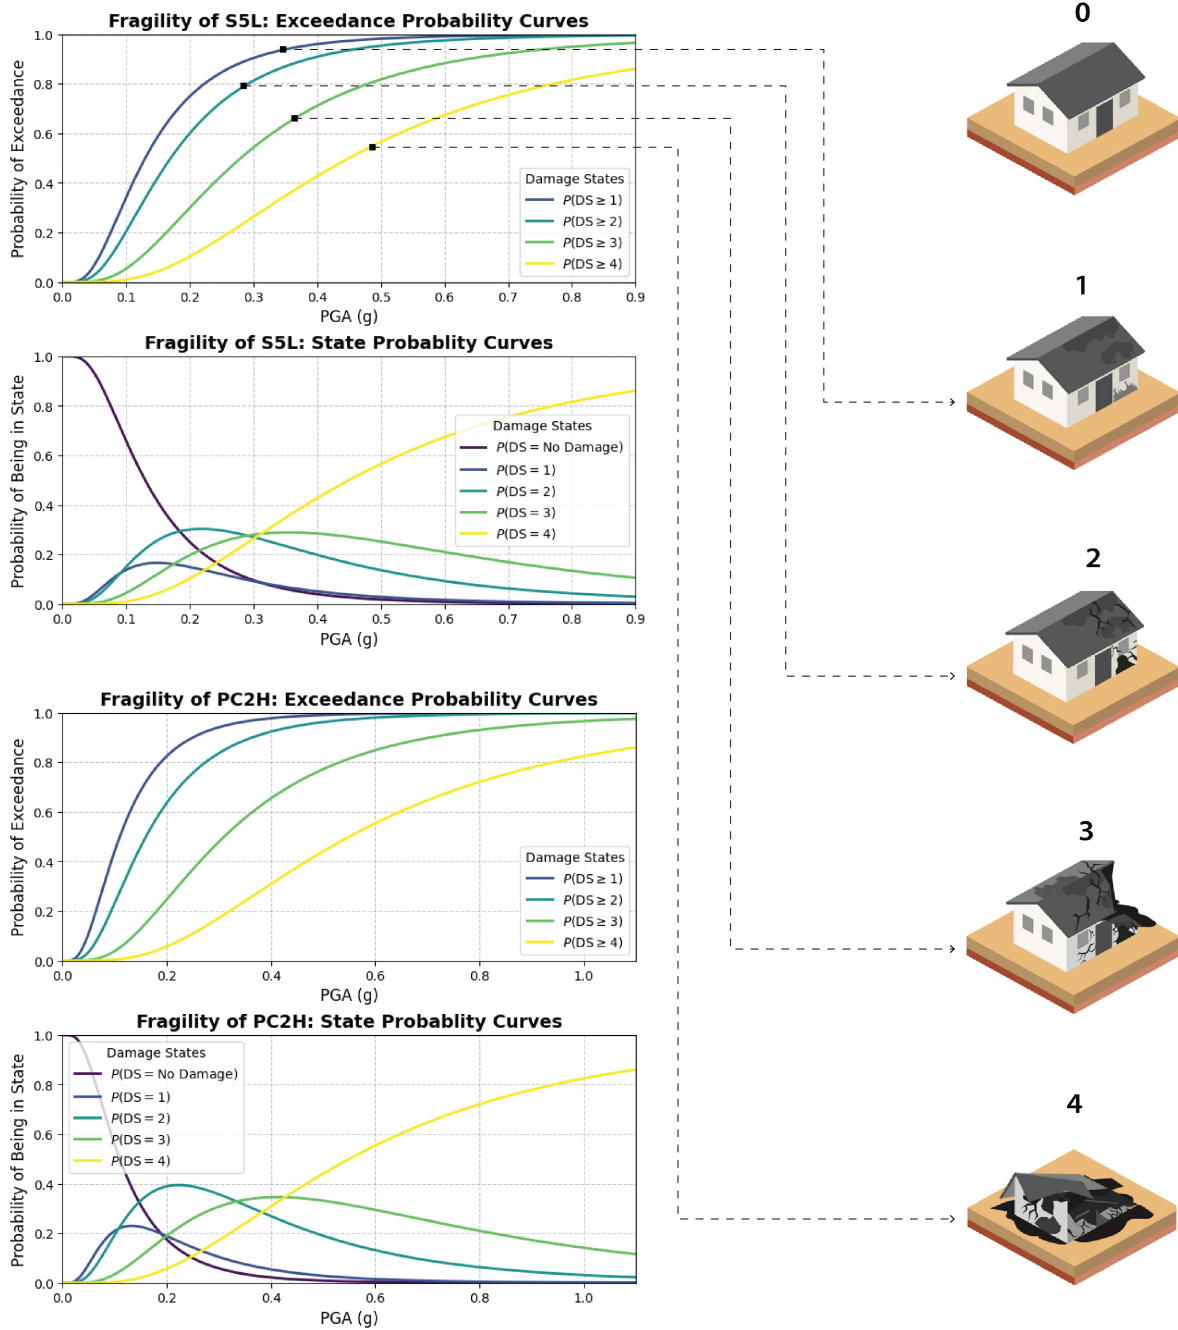 Fragility of S5L: Exceedance Probability Curves
Probability of Exceedance
1.0
0.8
0.6
0.4
0.2
0.0
Damage States
P(DS ≥ 1)
P(DS ≥ 2)
P(DS ≥ 3)
P(DS ≥ 4)
0.0 0.1 0.2 0.3 0.4 0.5 0.6 0.7 0.8 0.9
PGA (g)
Fragility of S5L: State Probablity Curves
Probability of Being in State
1.0
0.8
0.6
0.4
0.2
0.0
Damage States
P(DS = No Damage)
P(DS = 1)
P(DS = 2)
P(DS = 3)
P(DS = 4)
0.0 0.1 0.2 0.3 0.4 0.5 0.6 0.7 0.8 0.9
PGA (g)
Fragility of PC2H: Exceedance Probability Curves
Probability of Exceedance
1.0
0.8
0.6
0.4
0.2
0.0
Damage States
P(DS ≥ 1)
P(DS ≥ 2)
P(DS ≥ 3)
P(DS ≥ 4)
0.0 0.2 0.4 0.6 0.8 1.0
PGA (g)
Fragility of PC2H: State Probablity Curves
Probability of Being in State
1.0
0.8
0.6
0.4
0.2
0.0
Damage States
P(DS = No Damage)
P(DS = 1)
P(DS = 2)
P(DS = 3)
P(DS = 4)
0.0 0.2 0.4 0.6 0.8 1.0
PGA (g)
0
1
2
3
4